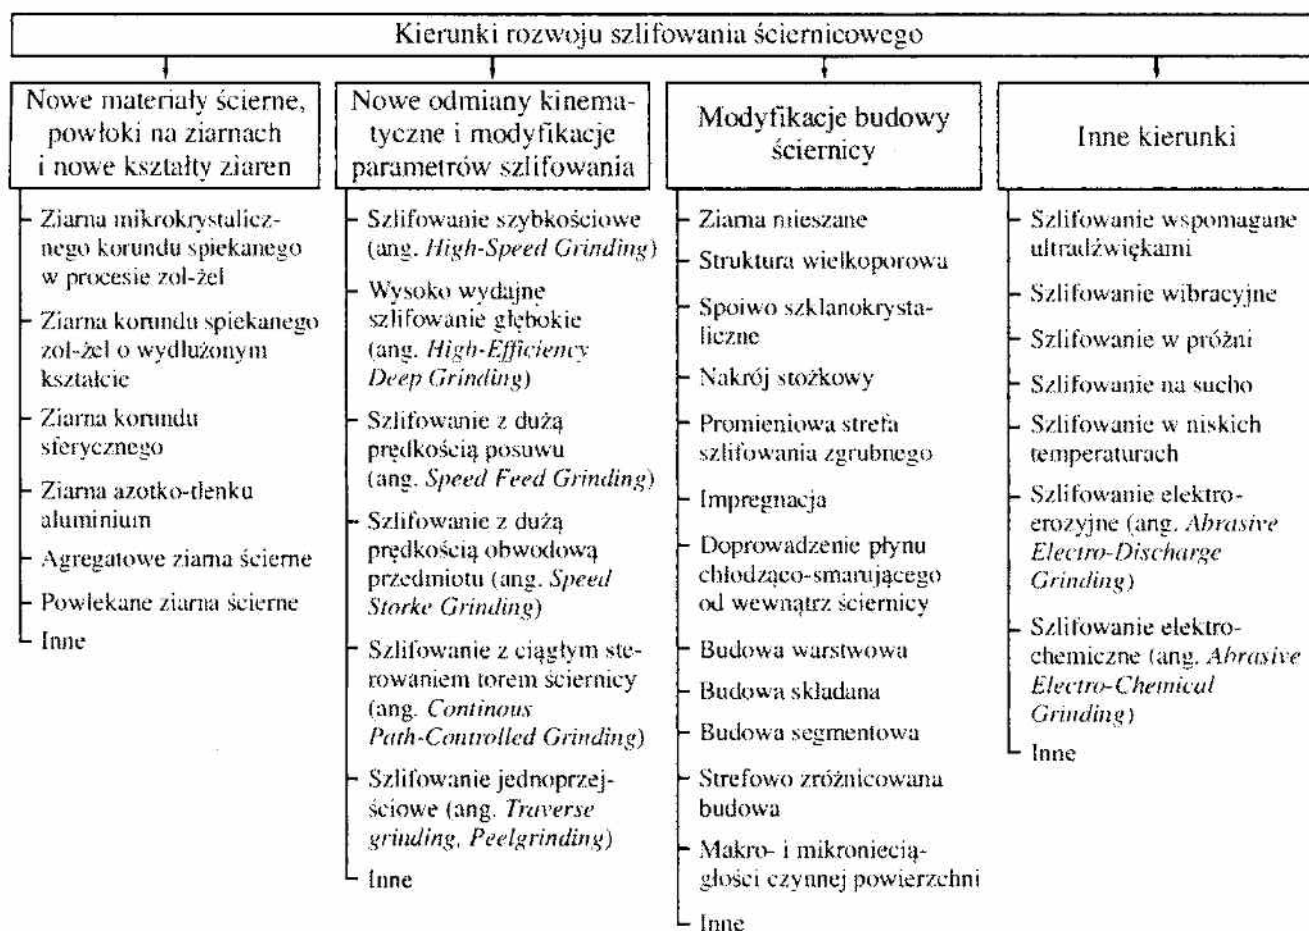 Kierunki rozwoju szlifowania ściernicowego
Nowe materiały ścierne,
powłoki na ziarnach
i nowe kształty ziaren
Ziarna mikrokrystalicz-
nego korundu spiekanego
w procesie zol-żel
Ziarna korundu spiekanego
zol-żel o wydłużonym
kształcie
Ziarna korundu
sferycznego
Ziarna azotko-tlenku
aluminium
Agregatowe ziarna ścierne
Powlekane ziarna ścierne
Inne
Nowe odmiany kinema-
tyczne i modyfikacje
parametrów szlifowania
Szlifowanie szybkościowe
(ang. High-Speed Grinding)
Wysoko wydajne
szlifowanie głębokie
(ang. High-Efficiency
Deep Grinding)
Szlifowanie z dużą
prędkością posuwu
(ang. Speed Feed Grinding)
Szlifowanie z dużą
prędkością obwodową
przedmiotu (ang. Speed
Storke Grinding)
Szlifowanie z ciągłym ste-
rowaniem torem ściernicy
(ang. Continous
Path-Controlled Grinding)
Szlifowanie jednoprzej-
ściowe (ang. Traverse
grinding, Peelgrinding)
Inne
Modyfikacje budowy
ściernicy
Ziarna mieszane
Struktura wielkoporowa
Spoiwo szklanokrysta-
liczne
Nakrój stożkowy
Promieniowa strefa
szlifowania zgrubnego
Impregnacja
Doprowadzenie płynu
chłodząco-smarującego
od wewnątrz ściernicy
Budowa warstwowa
Budowa składana
Budowa segmentowa
Strefowo zróżnicowana
budowa
Makro- i mikroniecią-
głości czynnej powierzchni
Inne
Inne kierunki
Szlifowanie wspomagane
ultradźwiękami
Szlifowanie wibracyjne
Szlifowanie w próżni
Szlifowanie na sucho
Szlifowanie w niskich
temperaturach
Szlifowanie elektro-
erozyjne (ang. Abrasive
Electro-Discharge
Grinding)
Szlifowanie elektro-
chemiczne (ang. Abrasive
Electro-Chemical
Grinding)
Inne